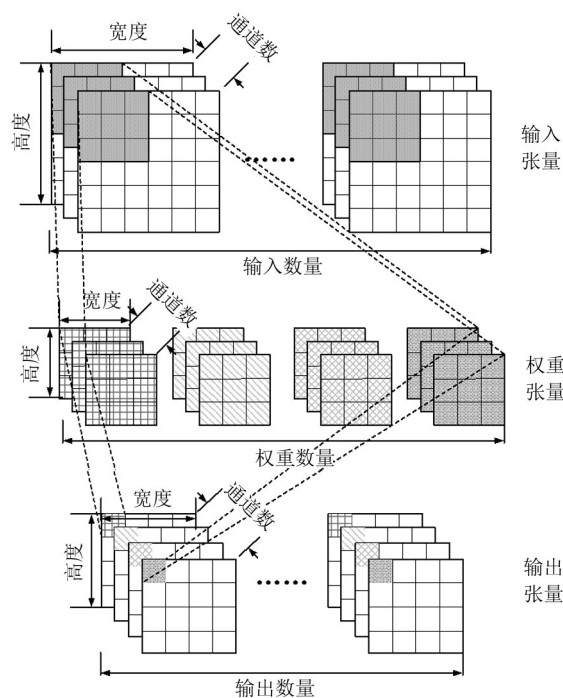 宽度
通道数
高度
输入
张量
输入数量
宽度
通道数
高度
权重
张量
权重数量
宽度
通道数
高度
输出
张量
输出数量